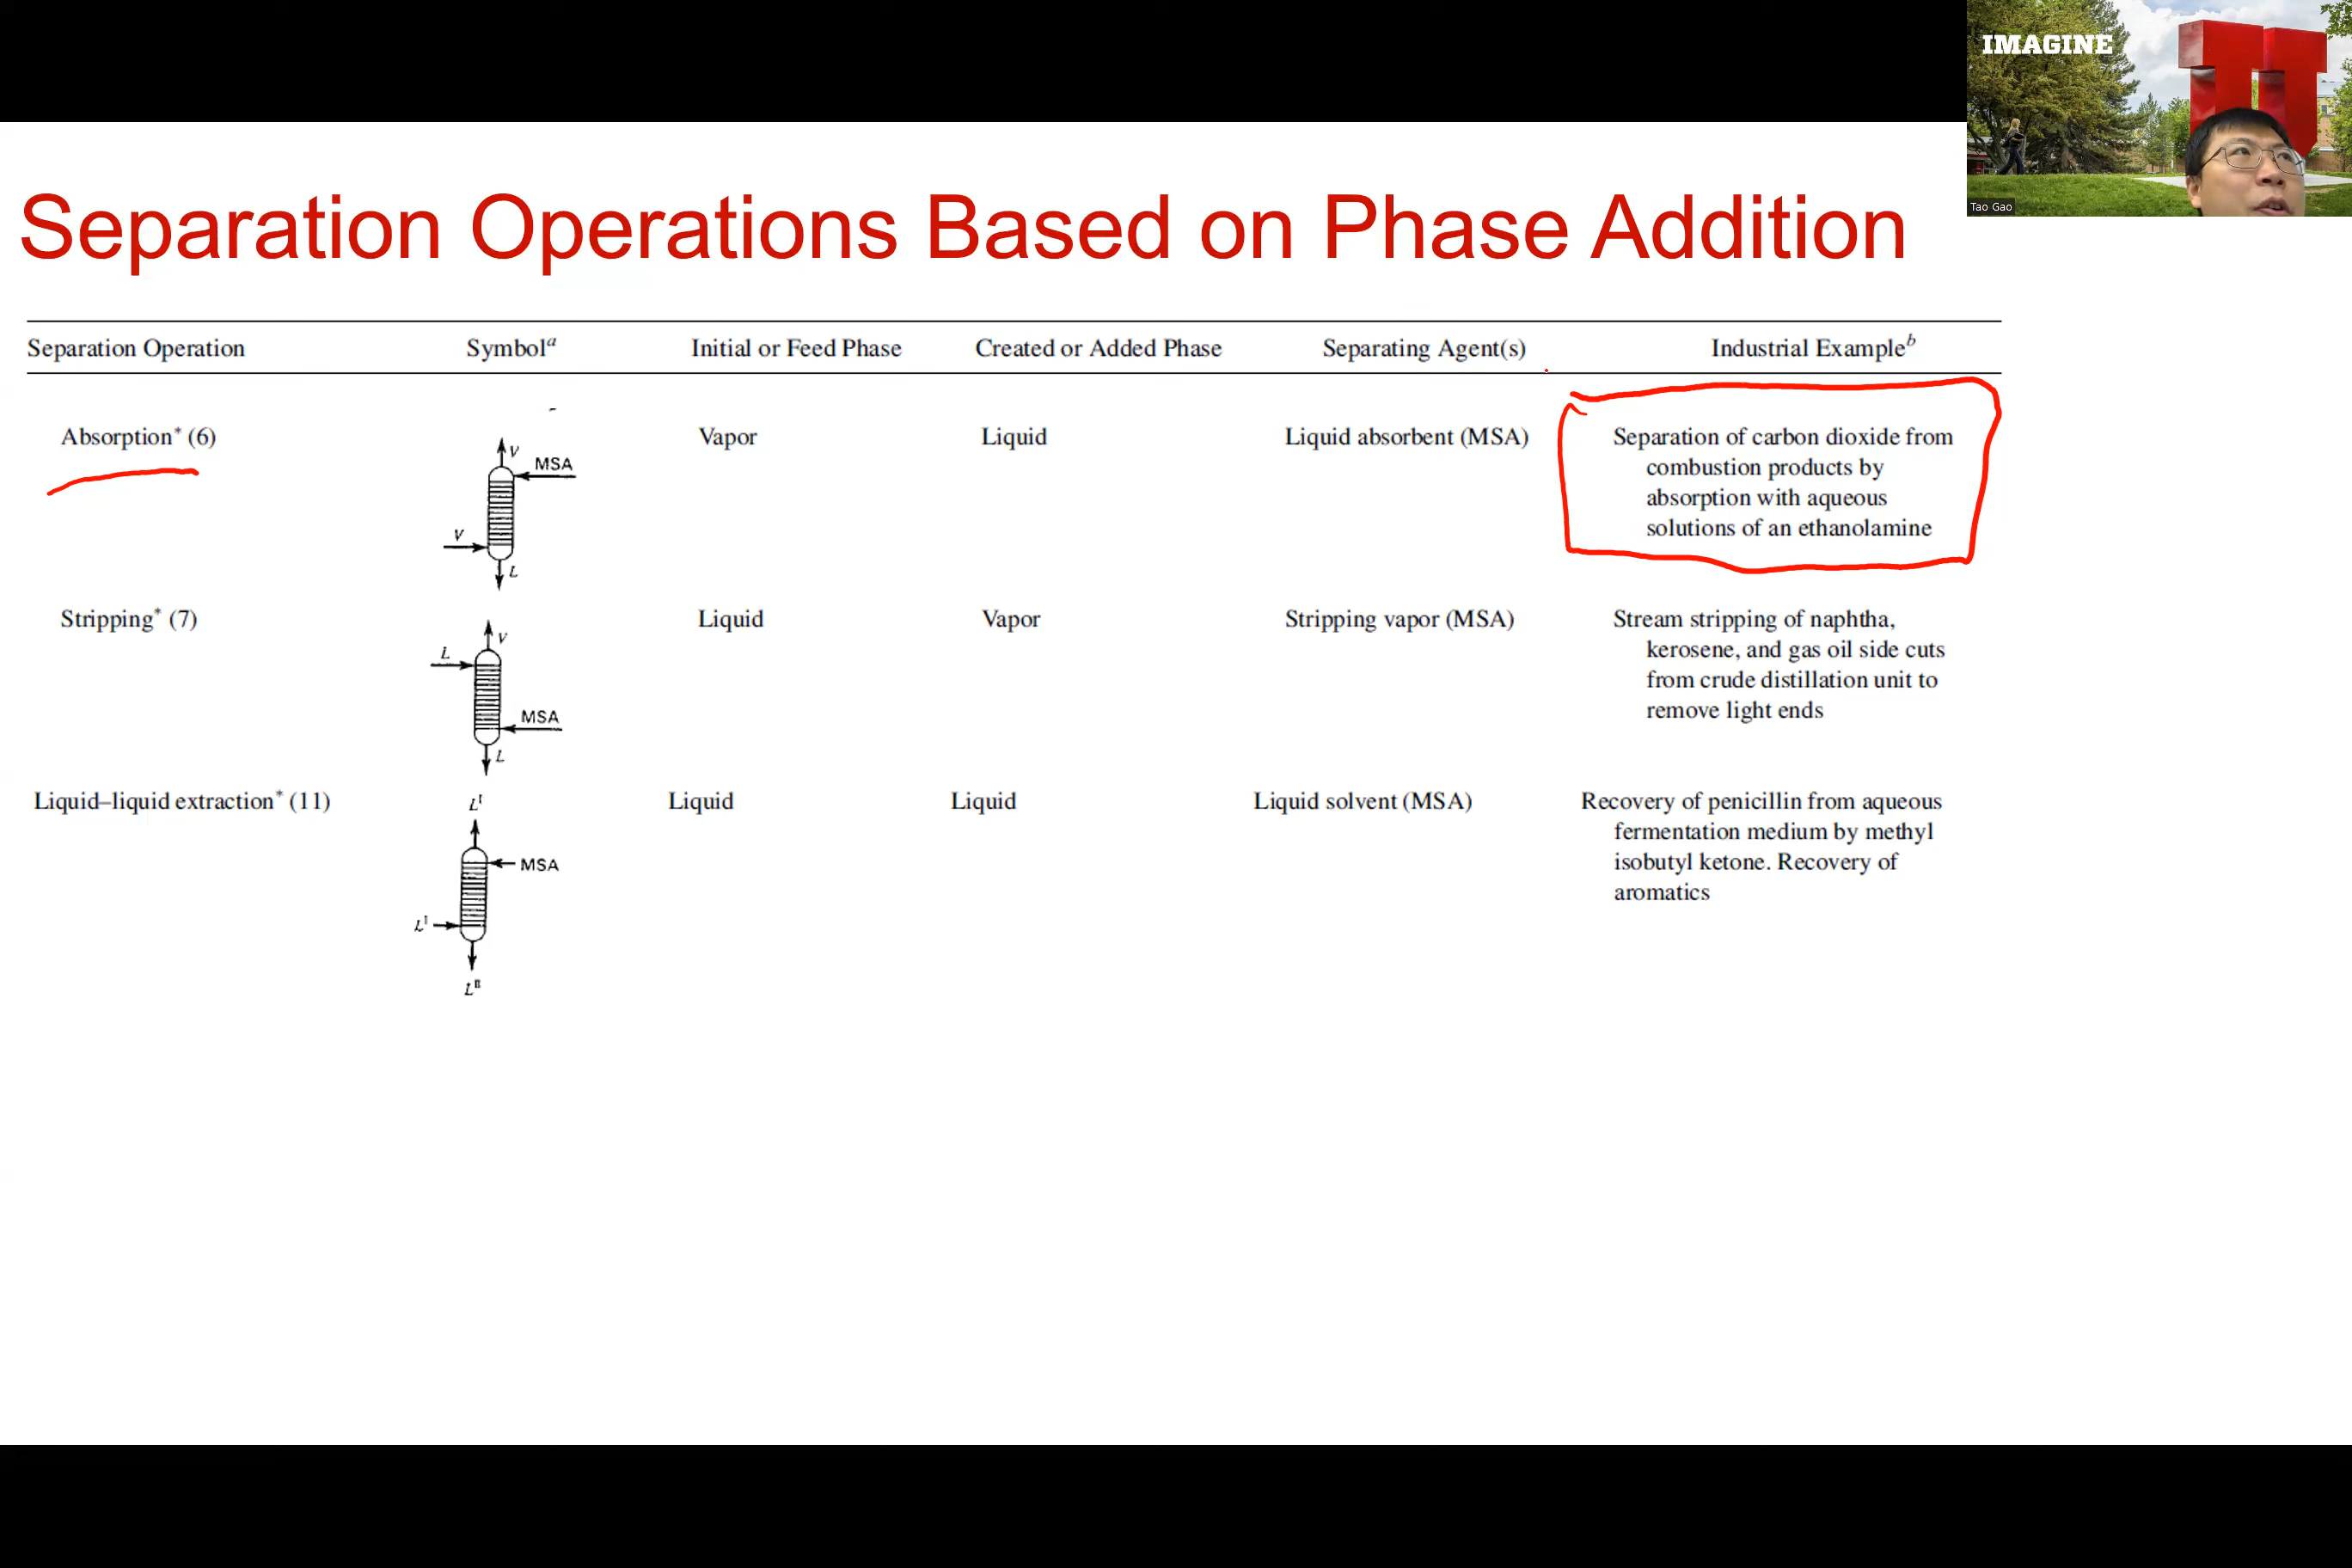 IMAGINE
Tao Gao
Separation Operations Based on Phase Addition
Separation Operation Symbolᵃ Initial or Feed Phase Created or Added Phase Separating Agent(s) Industrial Exampleᵇ
Absorption* (6) Vapor Liquid Liquid absorbent (MSA) Separation of carbon dioxide from
combustion products by
absorption with aqueous
solutions of an ethanolamine
V
MSA
V
L
Stripping* (7) Liquid Vapor Stripping vapor (MSA) Stream stripping of naphtha,
kerosene, and gas oil side cuts
from crude distillation unit to
remove light ends
V
L
MSA
L
Liquid–liquid extraction* (11) Liquid Liquid Liquid solvent (MSA) Recovery of penicillin from aqueous
fermentation medium by methyl
isobutyl ketone. Recovery of
aromatics
Lᴵ
MSA
Lᴵ
Lᴵᴵ